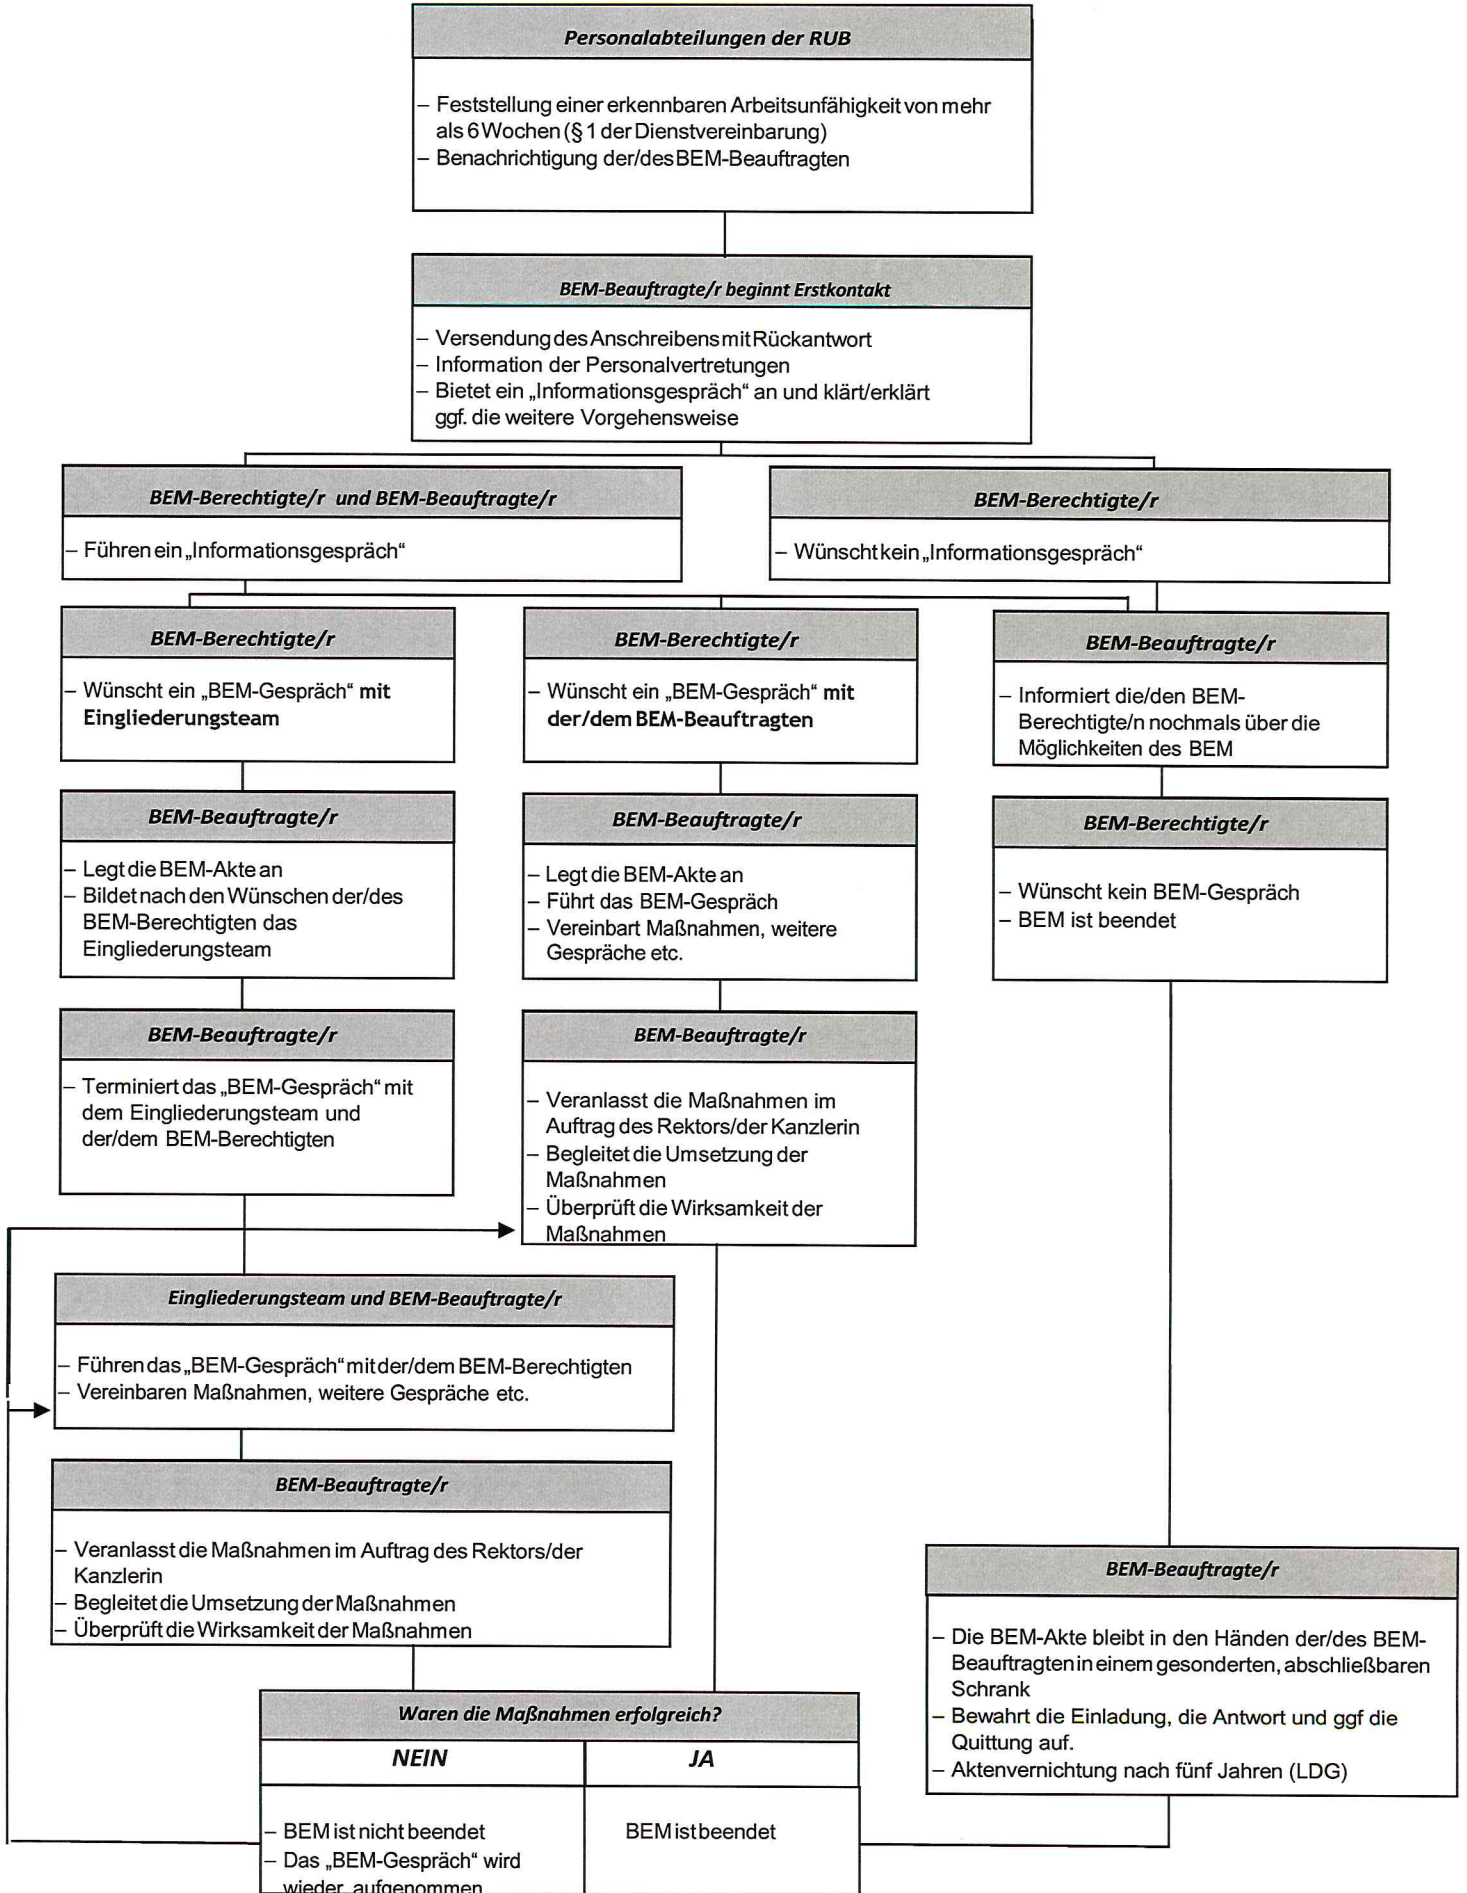 Personalabteilungen der RUB
– Feststellung einer erkennbaren Arbeitsunfähigkeit von mehr
als 6 Wochen (§ 1 der Dienstvereinbarung)
– Benachrichtigung der/des BEM-Beauftragten
BEM-Beauftragte/r beginnt Erstkontakt
– Versendung des Anschreibens mit Rückantwort
– Information der Personalvertretungen
– Bietet ein „Informationsgespräch“ an und klärt/erklärt
ggf. die weitere Vorgehensweise
BEM-Berechtigte/r und BEM-Beauftragte/r
– Führen ein „Informationsgespräch“
BEM-Berechtigte/r
– Wünscht kein „Informationsgespräch“
BEM-Berechtigte/r
– Wünscht ein „BEM-Gespräch“ mit
Eingliederungsteam
BEM-Berechtigte/r
– Wünscht ein „BEM-Gespräch“ mit
der/dem BEM-Beauftragten
BEM-Beauftragte/r
– Informiert die/den BEM-
Berechtigte/n nochmals über die
Möglichkeiten des BEM
BEM-Beauftragte/r
– Legt die BEM-Akte an
– Bildet nach den Wünschen der/des
BEM-Berechtigten das
Eingliederungsteam
BEM-Beauftragte/r
– Legt die BEM-Akte an
– Führt das BEM-Gespräch
– Vereinbart Maßnahmen, weitere
Gespräche etc.
BEM-Berechtigte/r
– Wünscht kein BEM-Gespräch
– BEM ist beendet
BEM-Beauftragte/r
– Terminiert das „BEM-Gespräch“ mit
dem Eingliederungsteam und
der/dem BEM-Berechtigten
BEM-Beauftragte/r
– Veranlasst die Maßnahmen im
Auftrag des Rektors/der Kanzlerin
– Begleitet die Umsetzung der
Maßnahmen
– Überprüft die Wirksamkeit der
Maßnahmen
Eingliederungsteam und BEM-Beauftragte/r
– Führen das „BEM-Gespräch“ mit der/dem BEM-Berechtigten
– Vereinbaren Maßnahmen, weitere Gespräche etc.
BEM-Beauftragte/r
– Veranlasst die Maßnahmen im Auftrag des Rektors/der
Kanzlerin
– Begleitet die Umsetzung der Maßnahmen
– Überprüft die Wirksamkeit der Maßnahmen
BEM-Beauftragte/r
– Die BEM-Akte bleibt in den Händen der/des BEM-
Beauftragten in einem gesonderten, abschließbaren
Schrank
– Bewahrt die Einladung, die Antwort und ggf die
Quittung auf.
– Aktenvernichtung nach fünf Jahren (LDG)
Waren die Maßnahmen erfolgreich?
NEIN
JA
– BEM ist nicht beendet
– Das „BEM-Gespräch“ wird
wieder aufgenommen
BEM ist beendet